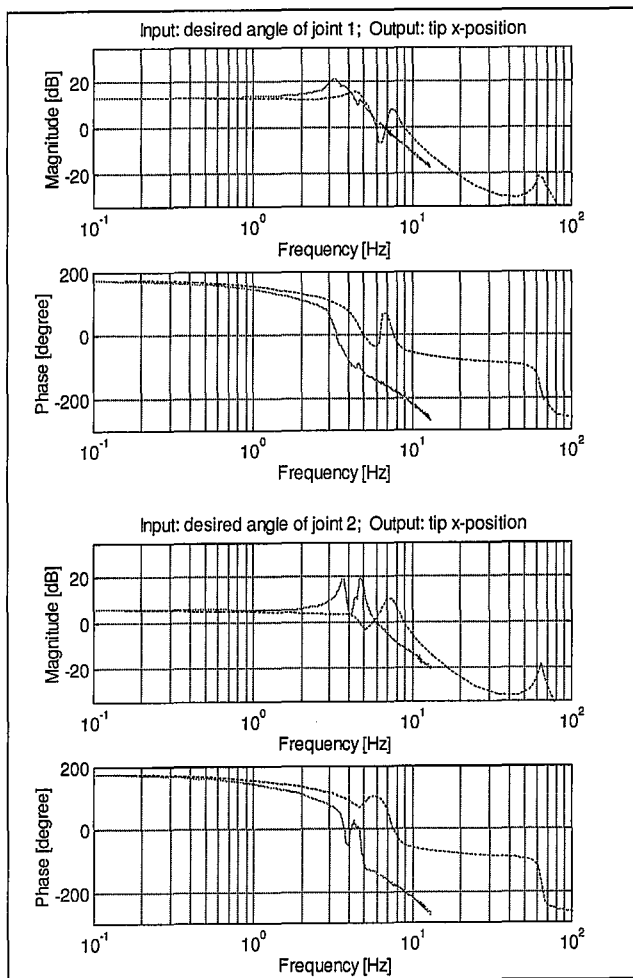 Input: desired angle of joint 1; Output: tip x-position
Magnitude [dB]
20
0
-20
10^-1
10^0
10^1
10^2
Frequency [Hz]
Phase [degree]
200
0
-200
10^-1
10^0
10^1
10^2
Frequency [Hz]
Input: desired angle of joint 2; Output: tip x-position
Magnitude [dB]
20
0
-20
10^-1
10^0
10^1
10^2
Frequency [Hz]
Phase [degree]
200
0
-200
10^-1
10^0
10^1
10^2
Frequency [Hz]